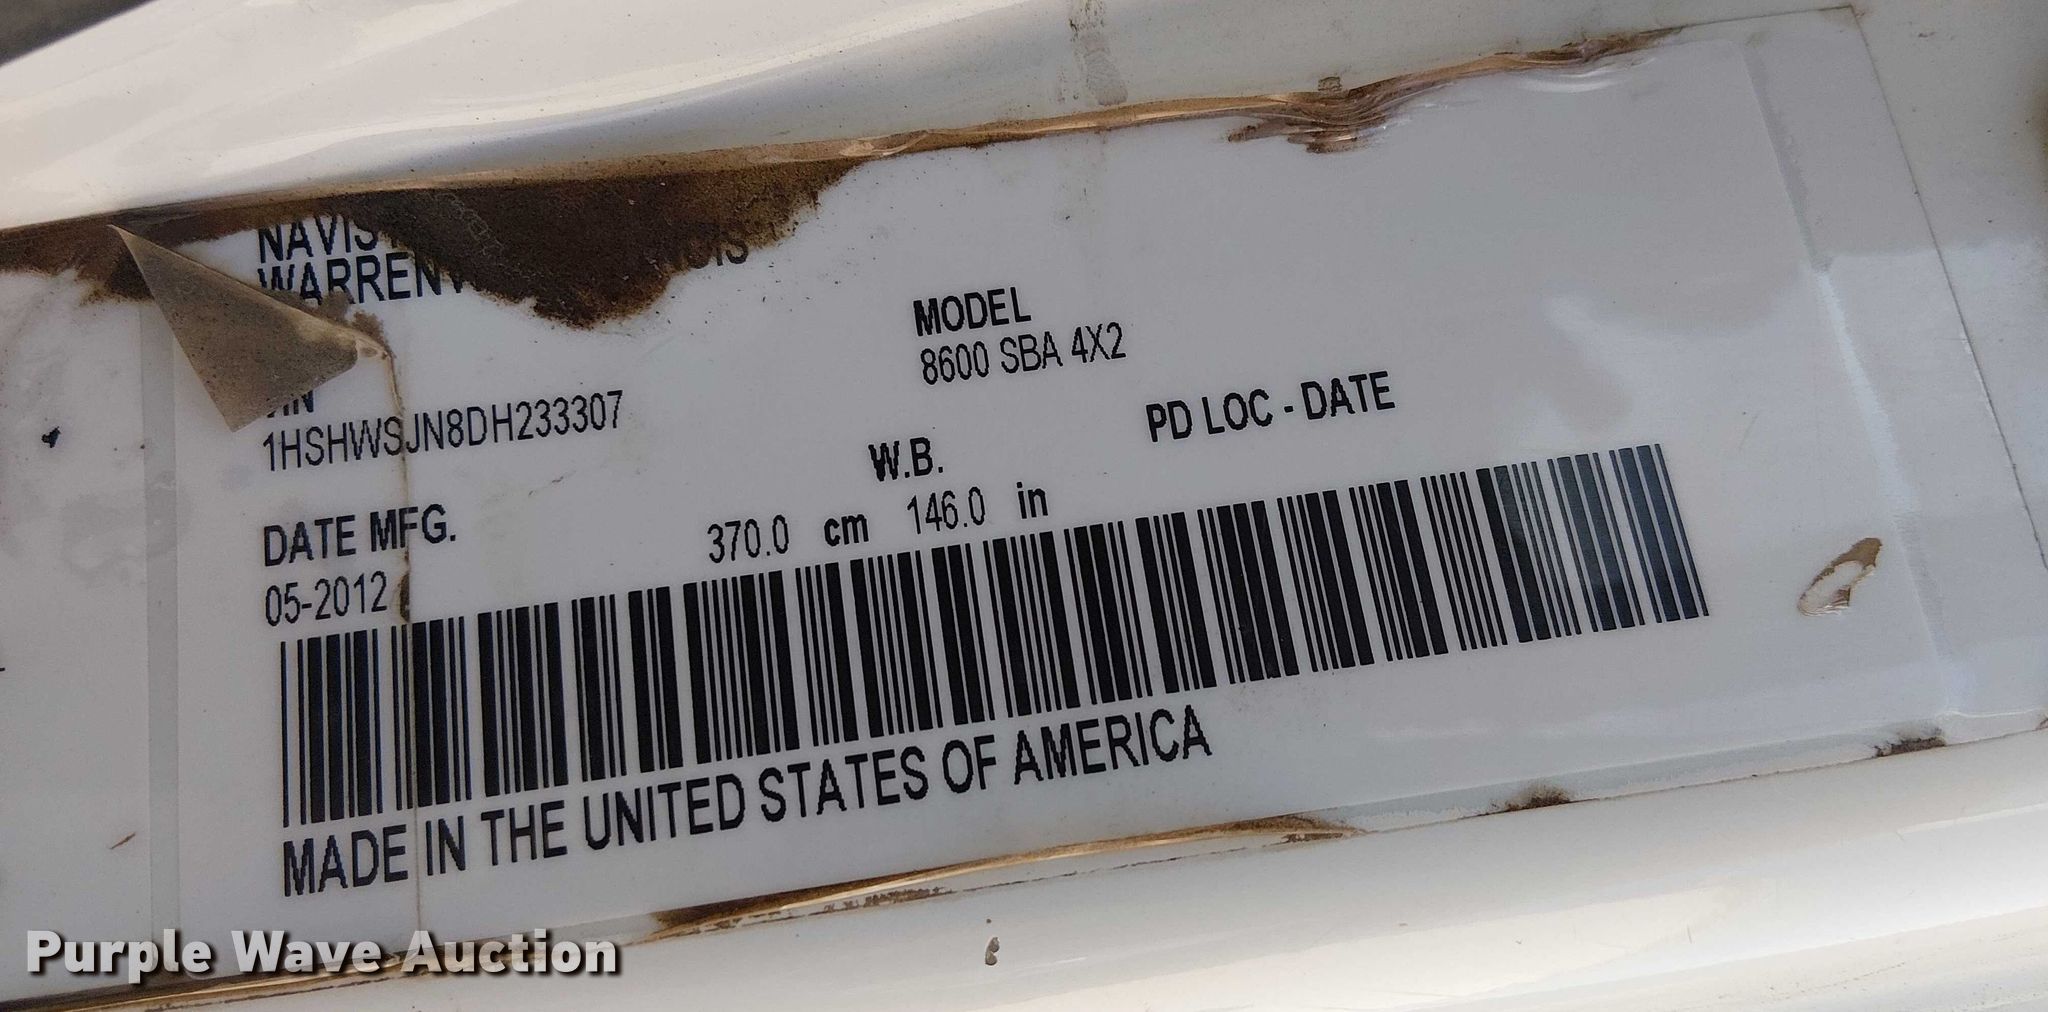 NAVIS
WARREN
MODEL
8600 SBA 4X2
1HSHWSJN8DH233307
W.B.
PD LOC - DATE
DATE MFG.
370.0 cm 146.0 in
05-2012
MADE IN THE UNITED STATES OF AMERICA
Purple Wave Auction